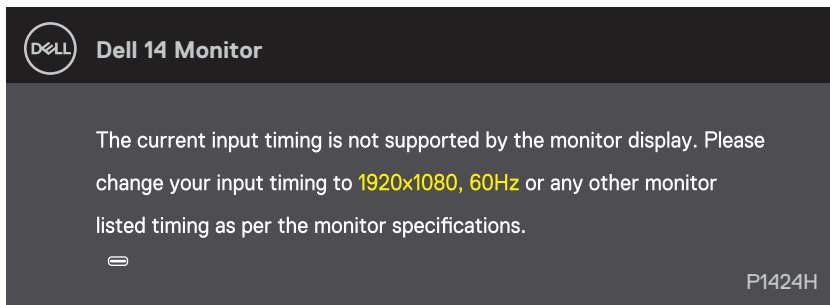 DELL
Dell 14 Monitor
The current input timing is not supported by the monitor display. Please
change your input timing to 1920x1080, 60Hz or any other monitor
listed timing as per the monitor specifications.
P1424H